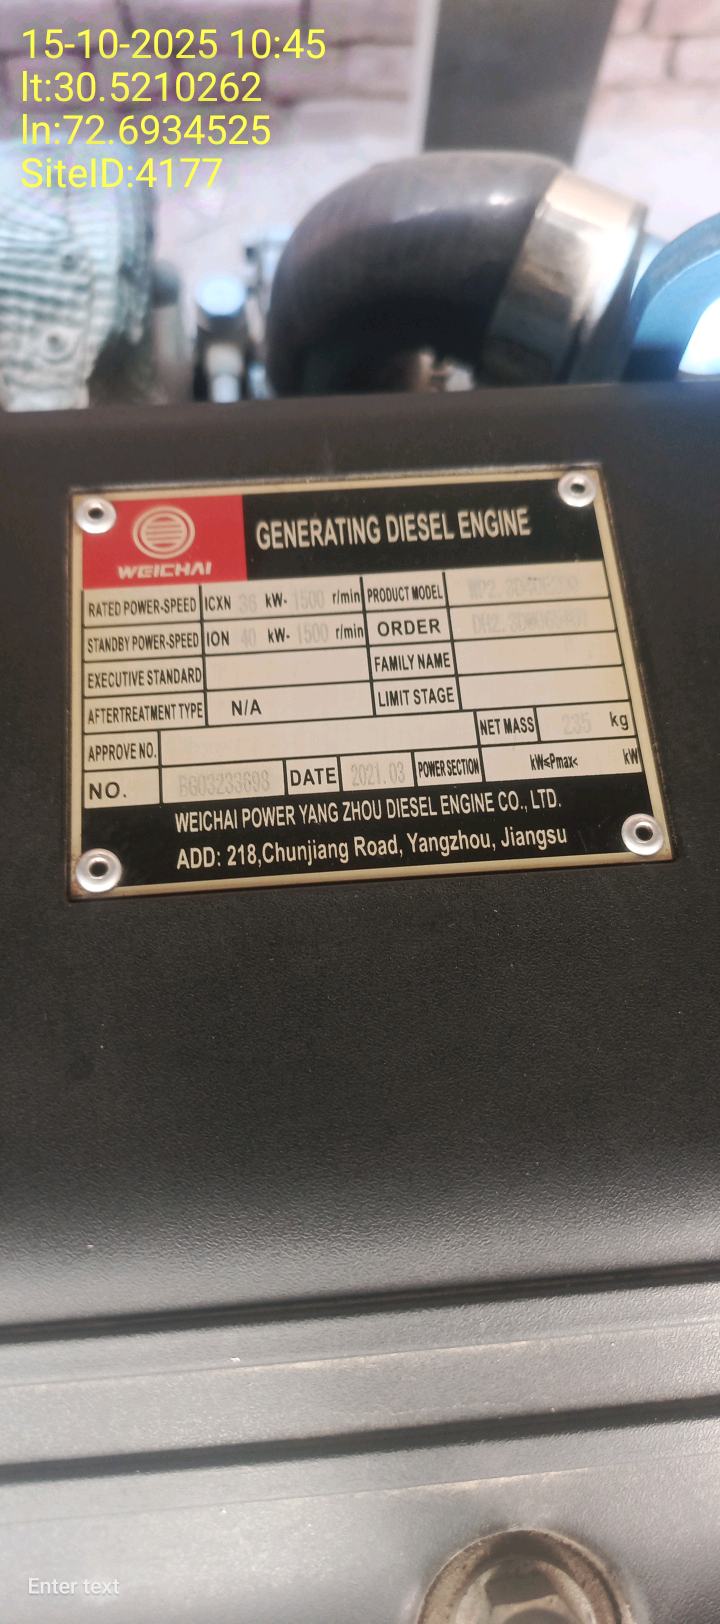 15-10-2025 10:45
lt:30.5210262
ln:72.6934525
SiteID:4177
WEICHAI
GENERATING DIESEL ENGINE
RATED POWER-SPEED ICXN 36 kW- 1500 r/min PRODUCT MODEL
STANDBY POWER-SPEED ION 40 kW- 1500 r/min ORDER
EXECUTIVE STANDARD FAMILY NAME
AFTERTREATMENT TYPE N/A LIMIT STAGE
APPROVE NO. NET MASS 235 kg
NO. DATE 2021.03 POWER SECTION kW<Pmax< kW
WEICHAI POWER YANG ZHOU DIESEL ENGINE CO., LTD.
ADD: 218,Chunjiang Road, Yangzhou, Jiangsu
Enter text